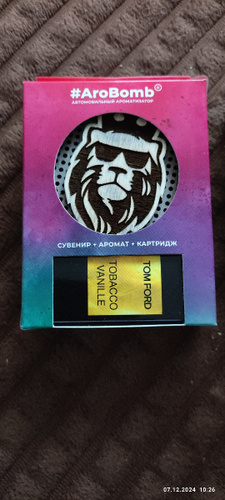 #AroBomb®
АВТОМОБИЛЬНЫЙ АРОМАТИЗАТОР
СУВЕНИР + АРОМАТ + КАРТРИДЖ
TOM FORD
TOBACCO
VANILLE
07.12.2024 10:26